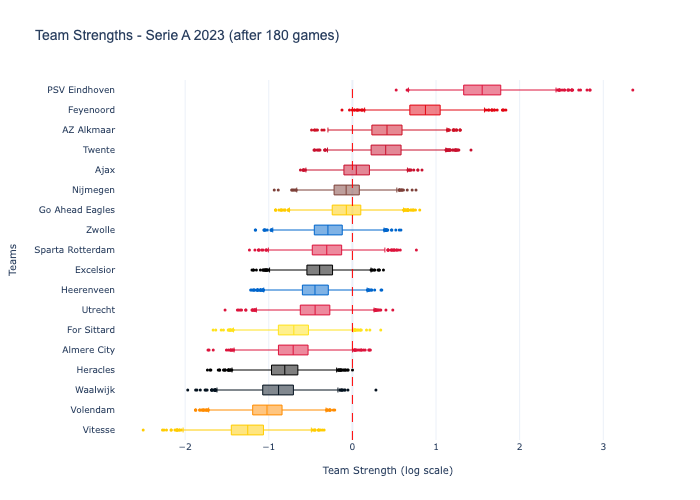 Team Strengths - Serie A 2023 (after 180 games)
PSV Eindhoven
Feyenoord
AZ Alkmaar
Twente
Ajax
Nijmegen
Go Ahead Eagles
Zwolle
Sparta Rotterdam
Excelsior
Heerenveen
Utrecht
For Sittard
Almere City
Heracles
Waalwijk
Volendam
Vitesse
Teams
−2 −1 0 1 2 3
Team Strength (log scale)